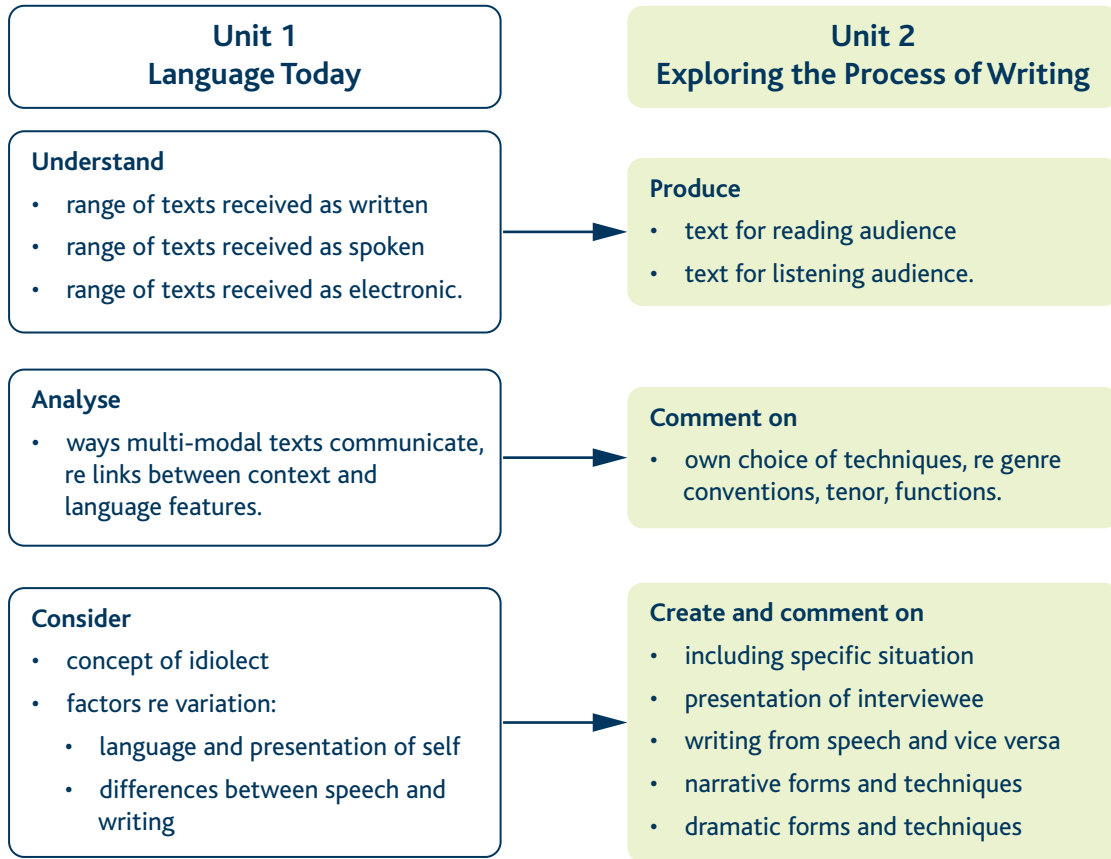 Unit 1
Language Today
Unit 2
Exploring the Process of Writing
Understand
• range of texts received as written
• range of texts received as spoken
• range of texts received as electronic.
Produce
• text for reading audience
• text for listening audience.
Analyse
• ways multi-modal texts communicate,
re links between context and
language features.
Comment on
• own choice of techniques, re genre
conventions, tenor, functions.
Consider
• concept of idiolect
• factors re variation:
• language and presentation of self
• differences between speech and
writing
Create and comment on
• including specific situation
• presentation of interviewee
• writing from speech and vice versa
• narrative forms and techniques
• dramatic forms and techniques